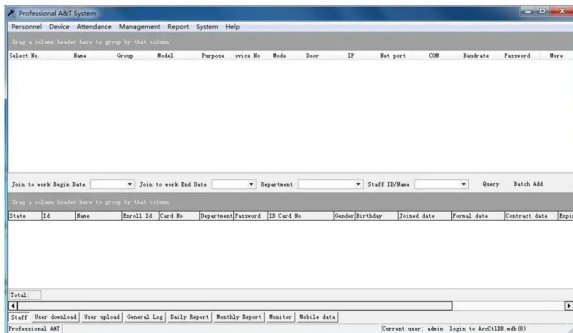 Professional A&T System
Personnel Device Attendance Management Report System Help
Drag a column header here to group by that column
Select No. Name Group Model Purpose rvice No Mode Door IP Net port COM Baudrate Password More
Join to work Begin Date Join to work End Date Department Staff ID/Name Query Batch Add
Drag a column header here to group by that column
State Id Name Enroll Id Card No Department Password ID Card No. Gender Birthday Joined date Formal date Contract date Expir
Total:
Staff User download User upload General Log Daily Report Monthly Report Monitor Mobile data
Professional A&T Current user: admin login to AccCtlDB.mdb(B)